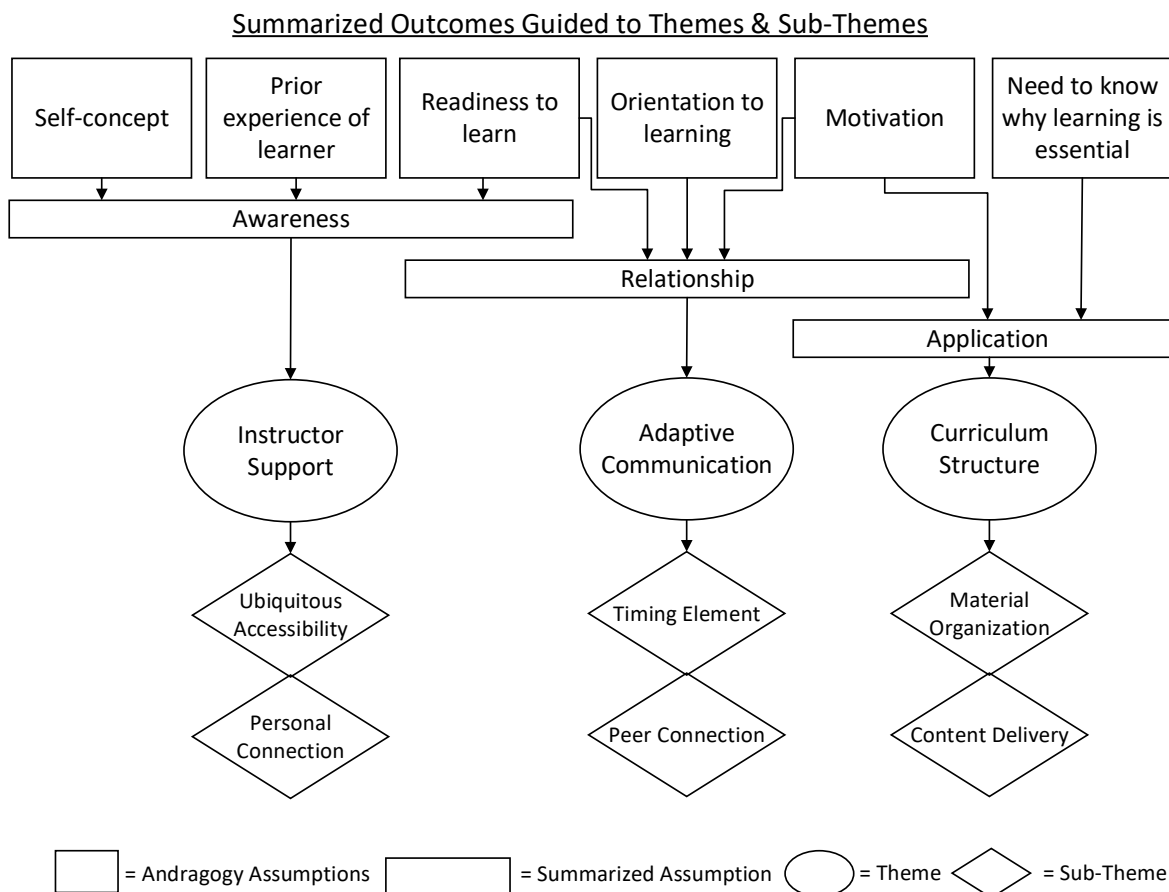 Summarized Outcomes Guided to Themes & Sub-Themes
Self-concept
Prior
experience of
learner
Readiness to
learn
Orientation to
learning
Motivation
Need to know
why learning is
essential
Awareness
Relationship
Application
Instructor
Support
Adaptive
Communication
Curriculum
Structure
Ubiquitous
Accessibility
Timing Element
Material
Organization
Personal
Connection
Peer Connection
Content Delivery
= Andragogy Assumptions
= Summarized Assumption
= Theme
= Sub-Theme